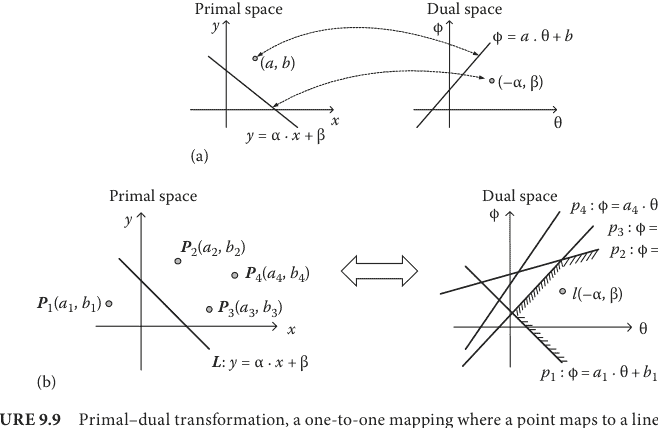 Primal space
Dual space
y
ϕ
ϕ = a . θ + b
(a, b)
(−α, β)
x
θ
y = α · x + β
(a)
Primal space
Dual space
y
ϕ
p4 : ϕ = a4 · θ
p3 : ϕ =
p2 : ϕ =
P2(a2, b2)
P4(a4, b4)
l(−α, β)
P1(a1, b1)
P3(a3, b3)
x
θ
L: y = α · x + β
p1 : ϕ = a1 · θ + b1
(b)
URE 9.9 Primal–dual transformation, a one-to-one mapping where a point maps to a line